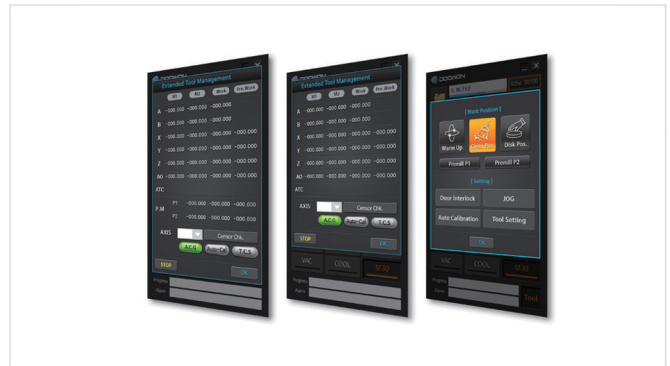 DOOWON
Extended Tool Management
M1 M2 Work Pre.Work
A -000.000 -000.000 -000.000
B -000.000 -000.000 -000.000
X -000.000 -000.000 -000.000 -000.000
Y -000.000 -000.000 -000.000 -000.000
Z -000.000 -000.000 -000.000 -000.000
A0 -000.000 -000.000 -000.000 -000.000
ATC
P.M
P1 -000.000 -000.000 -000.000
P2 -000.000 -000.000 -000.000
AXIS Censor Chk.
A.C.G Auto-Cal T.C.S
STOP
OK
Progress
Alarm
DOOWON
Extended Tool Management
M1 M2 Work Pre.Work
A -000.000 -000.000 -000.000
B -000.000 -000.000 -000.000
X -000.000 -000.000 -000.000 -000.000
Y -000.000 -000.000 -000.000 -000.000
Z -000.000 -000.000 -000.000 -000.000
A0 -000.000 -000.000 -000.000 -000.000
ATC
AXIS Censor Chk.
A.C.G Auto-Cal T.C.S
STOP
OK
VAC COOL M30
Progress
Alarm
DOOWON
[ Work Position ]
Warm Up Disk Pos.
Premill P1 Premill P2
[ Setting ]
Door Interlock JOG
Auto Calibration Tool Setting
OK
VAC COOL M30
Progress
Alarm
Tool